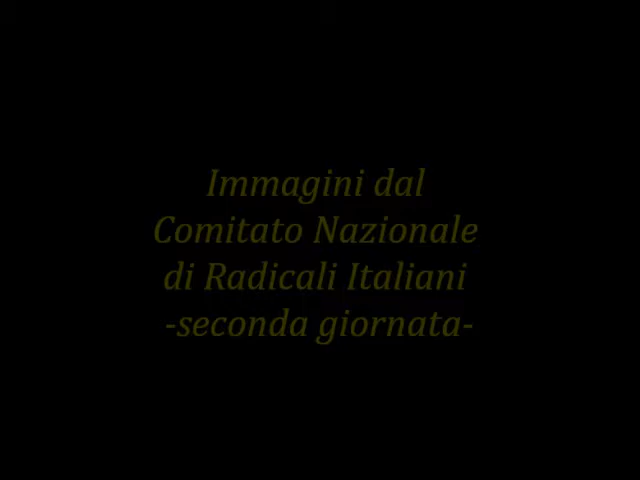 Immagini dal
Comitato Nazionale
di Radicali Italiani
-seconda giornata-